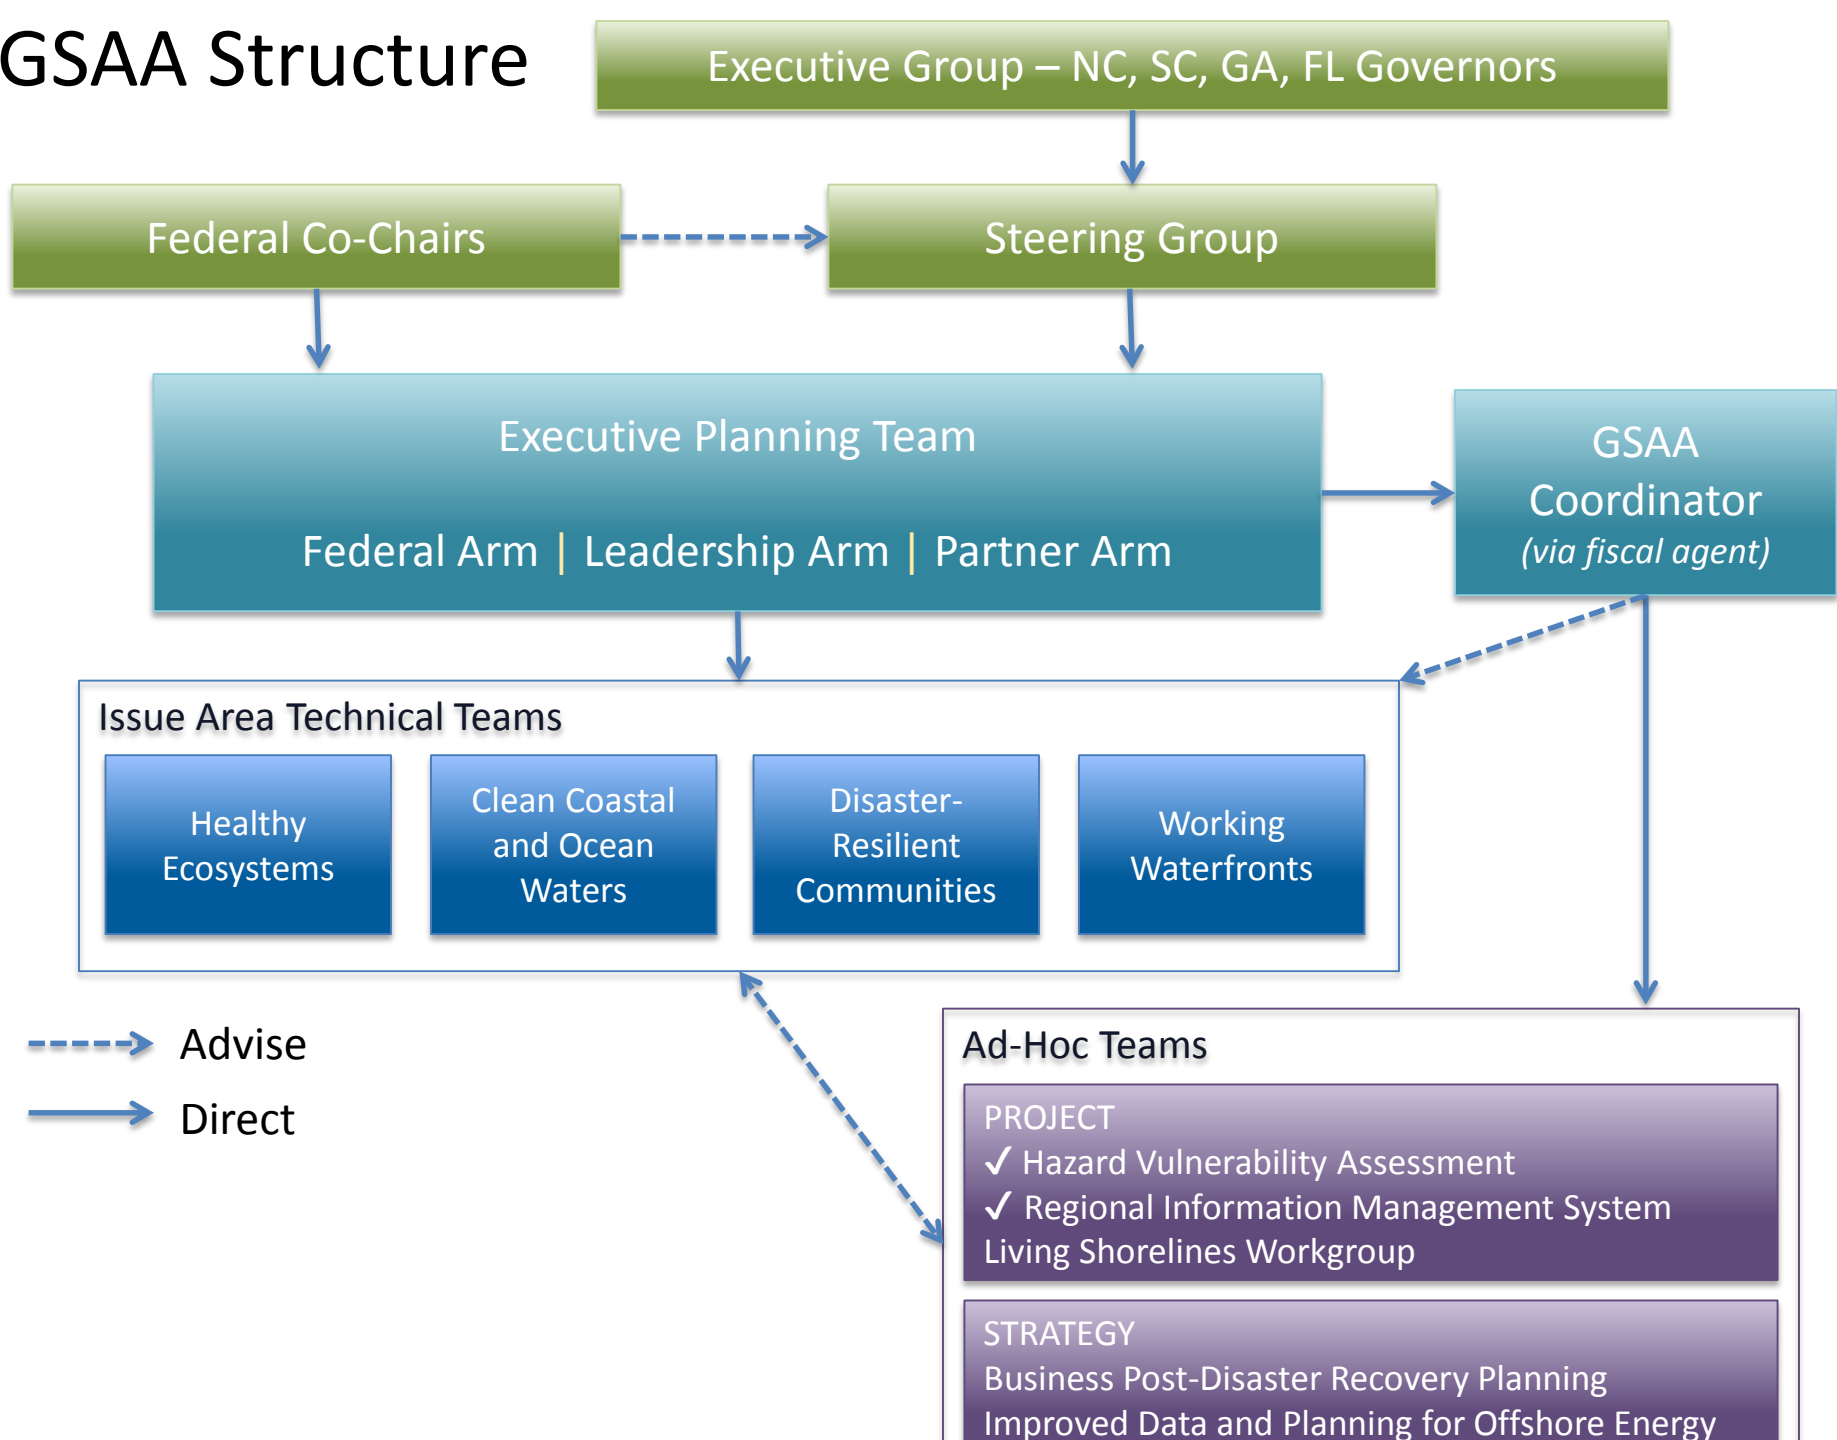 GSAA Structure
Executive Group – NC, SC, GA, FL Governors
Federal Co-Chairs
Steering Group
Executive Planning Team
Federal Arm | Leadership Arm | Partner Arm
GSAA
Coordinator
(via fiscal agent)
Issue Area Technical Teams
Healthy
Ecosystems
Clean Coastal
and Ocean
Waters
Disaster-
Resilient
Communities
Working
Waterfronts
Advise
Direct
Ad-Hoc Teams
PROJECT
✓ Hazard Vulnerability Assessment
✓ Regional Information Management System
Living Shorelines Workgroup
STRATEGY
Business Post-Disaster Recovery Planning
Improved Data and Planning for Offshore Energy